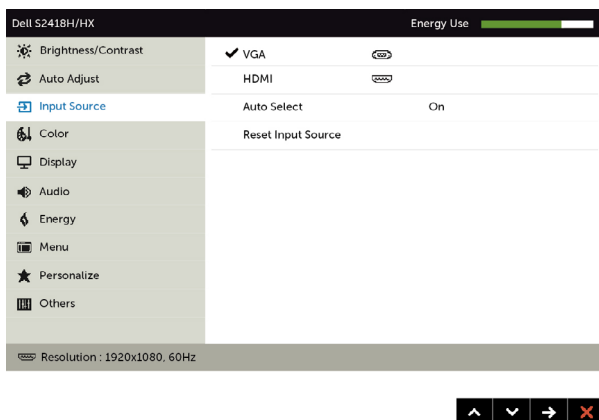 Dell S2418H/HX Energy Use
Brightness/Contrast
VGA
Auto Adjust
HDMI
Input Source
Auto Select On
Color
Reset Input Source
Display
Audio
Energy
Menu
Personalize
Others
Resolution : 1920x1080, 60Hz